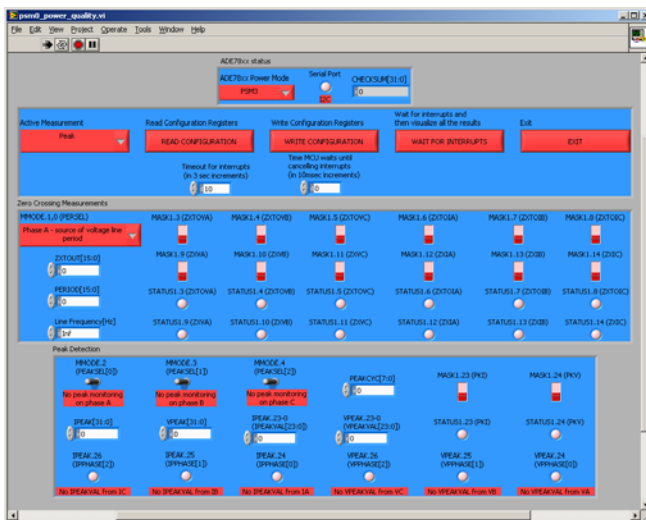 psm0_power_quality.vi
File Edit View Project Operate Tools Window Help
ADE78xx status
ADE78xx Power Mode
Serial Port
CHECKSUM[31:0]
PSM3
I2C
0
Active Measurement
Read Configuration Registers
Write Configuration Registers
Wait for interrupts and
then visualize all the results
Exit
Peak
READ CONFIGURATION
WRITE CONFIGURATION
WAIT FOR INTERRUPTS
EXIT
Timeout for interrupts
(in 3 sec increments)
10
Time MCU waits until
cancelling interrupts
(in 10msec increments)
0
Zero Crossing Measurements
MMODE.1,0 (PERSEL)
Phase A - source of voltage line
period
ZXTOUT[15:0]
0
PERIOD[15:0]
0
Line Frequency[Hz]
Inf
MASK1.3 (ZXTOVA)
MASK1.4 (ZXTOVB)
MASK1.5 (ZXTOVC)
MASK1.6 (ZXTOIA)
MASK1.7 (ZXTOIB)
MASK1.8 (ZXTOIC)
MASK1.9 (ZXVA)
MASK1.10 (ZXVB)
MASK1.11 (ZXVC)
MASK1.12 (ZXIA)
MASK1.13 (ZXIB)
MASK1.14 (ZXIC)
STATUS1.3 (ZXTOVA)
STATUS1.4 (ZXTOVB)
STATUS1.5 (ZXTOVC)
STATUS1.6 (ZXTOIA)
STATUS1.7 (ZXTOIB)
STATUS1.8 (ZXTOIC)
STATUS1.9 (ZXVA)
STATUS1.10 (ZXVB)
STATUS1.11 (ZXVC)
STATUS1.12 (ZXIA)
STATUS1.13 (ZXIB)
STATUS1.14 (ZXIC)
Peak Detection
MMODE.2
(PEAKSEL[0])
No peak monitoring
on phase A
MMODE.3
(PEAKSEL[1])
No peak monitoring
on phase B
MMODE.4
(PEAKSEL[2])
No peak monitoring
on phase C
PEAKCYC[7:0]
0
MASK1.23 (PKI)
MASK1.24 (PKV)
IPEAK[31:0]
0
VPEAK[31:0]
0
IPEAK.23-0
(IPEAKVAL[23:0])
0
VPEAK.23-0
(VPEAKVAL[23:0])
0
STATUS1.23 (PKI)
STATUS1.24 (PKV)
IPEAK.26
(IPPHASE[2])
No IPEAKVAL from IC
IPEAK.25
(IPPHASE[1])
No IPEAKVAL from IB
IPEAK.24
(IPPHASE[0])
No IPEAKVAL from IA
VPEAK.26
(VPPHASE[2])
No VPEAKVAL from VC
VPEAK.25
(VPPHASE[1])
No VPEAKVAL from VB
VPEAK.24
(VPPHASE[0])
No VPEAKVAL from VA